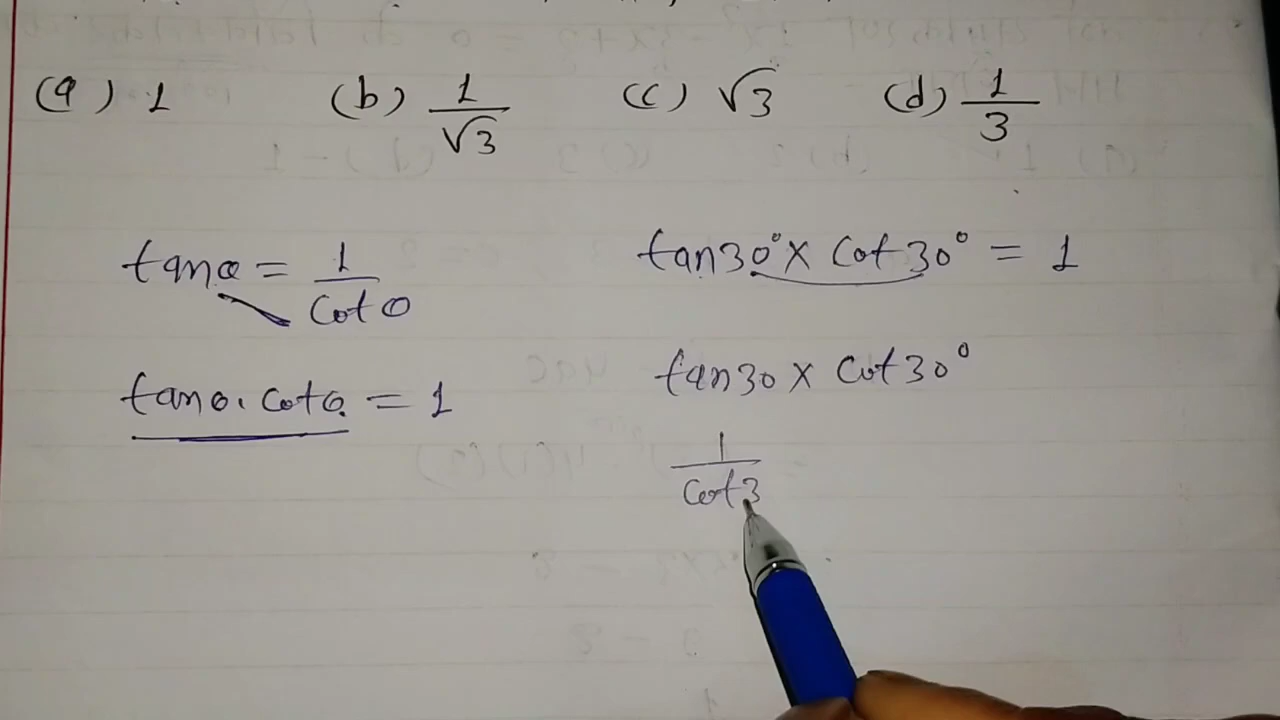 (a) 1 (b) 1/√3 (c) √3 (d) 1/3
tanθ = 1/cotθ
tan30° × cot30° = 1
tanθ. cotθ = 1
tan30 × cot30°
1/cot3